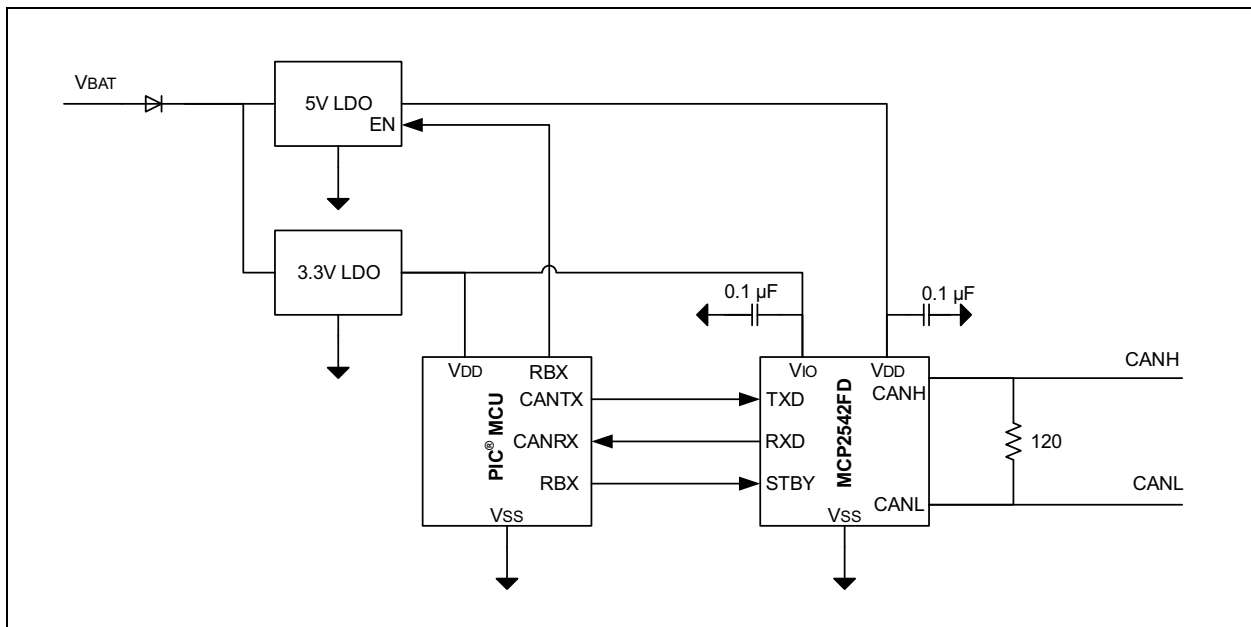 VBAT
5V LDO
EN
3.3V LDO
0.1 µF
0.1 µF
VDD
RBX
VIO
VDD
CANH
CANH
CANTX
TXD
PIC® MCU
MCP2542FD
CANRX
RXD
120
RBX
STBY
CANL
CANL
VSS
VSS